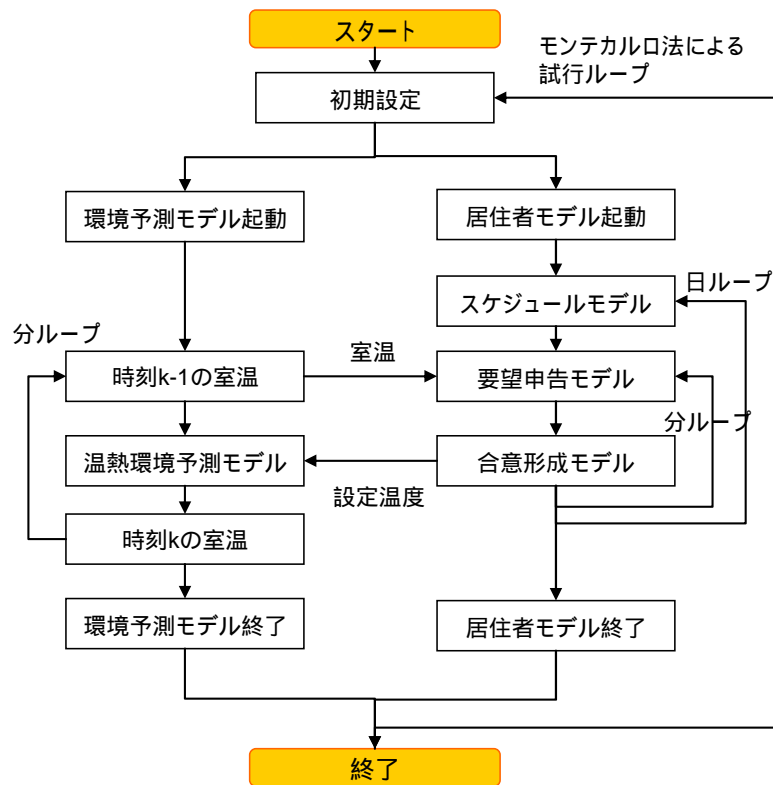 スタート
モンテカルロ法による
試行ループ
初期設定
環境予測モデル起動
居住者モデル起動
スケジュールモデル
日ループ
分ループ
時刻k-1の室温
室温
要望申告モデル
分ループ
温熱環境予測モデル
合意形成モデル
設定温度
時刻kの室温
環境予測モデル終了
居住者モデル終了
終了